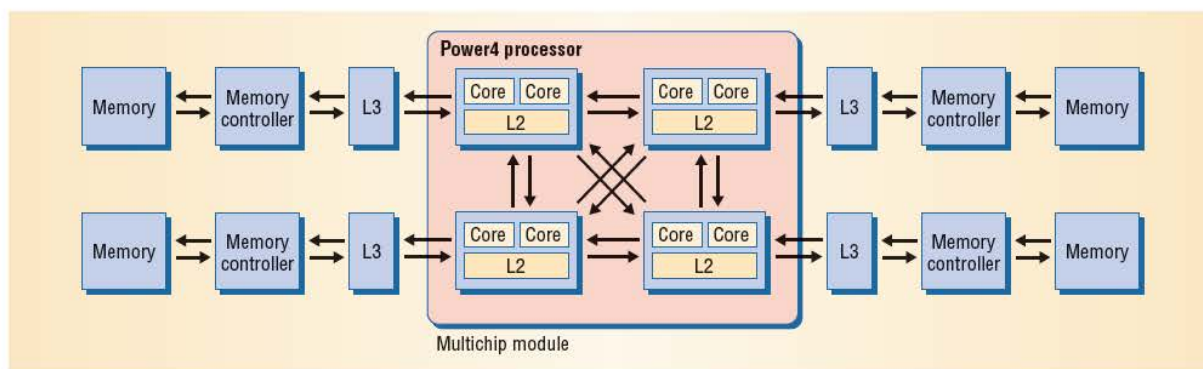 Power4 processor
Memory
Memory controller
L3
Core Core
L2
Core Core
L2
L3
Memory controller
Memory
Memory
Memory controller
L3
Core Core
L2
Core Core
L2
L3
Memory controller
Memory
Multichip module